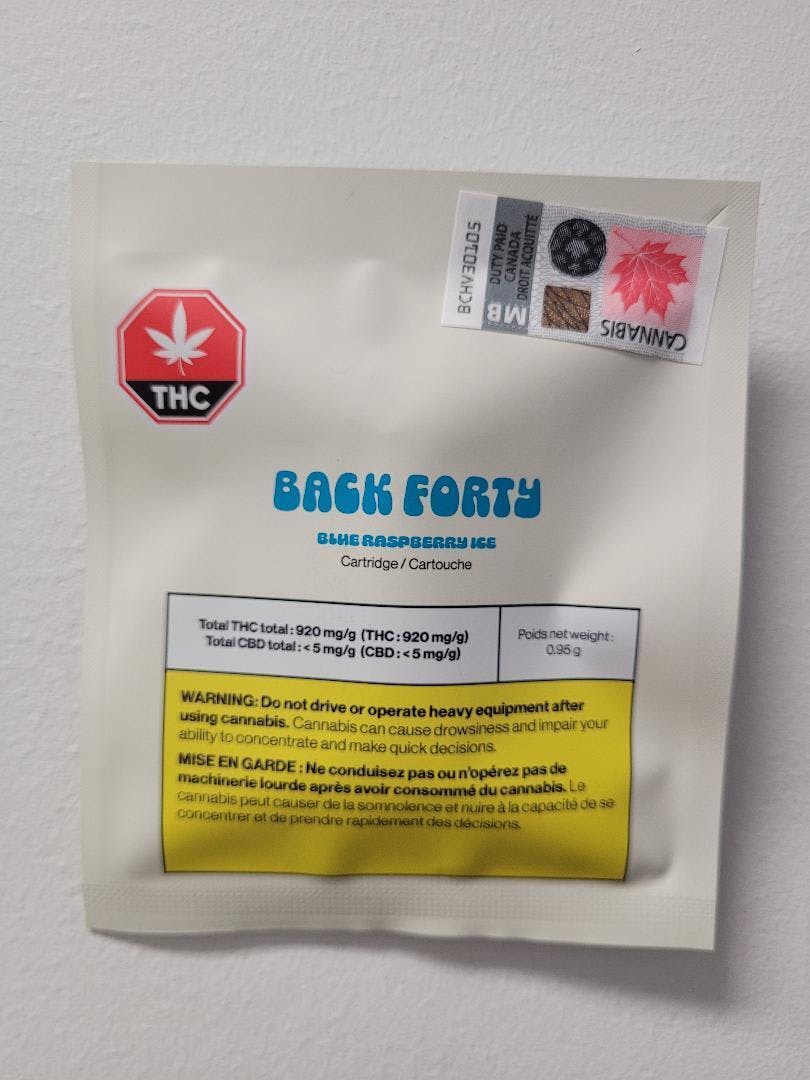 BCHV30105
DUTY PAID
CANADA
DROIT ACQUITTÉ
MB
CANNABIS
THC
BACK FORTY
BLUE RASPBERRY ICE
Cartridge / Cartouche
Total THC total : 920 mg/g (THC : 920 mg/g)
Total CBD total : < 5 mg/g (CBD : < 5 mg/g)
Poids net weight :
0,95 g
WARNING: Do not drive or operate heavy equipment after
using cannabis. Cannabis can cause drowsiness and impair your
ability to concentrate and make quick decisions.
MISE EN GARDE : Ne conduisez pas ou n'opérez pas de
machinerie lourde après avoir consommé du cannabis. Le
cannabis peut causer de la somnolence et nuire à la capacité de se
concentrer et de prendre rapidement des décisions.